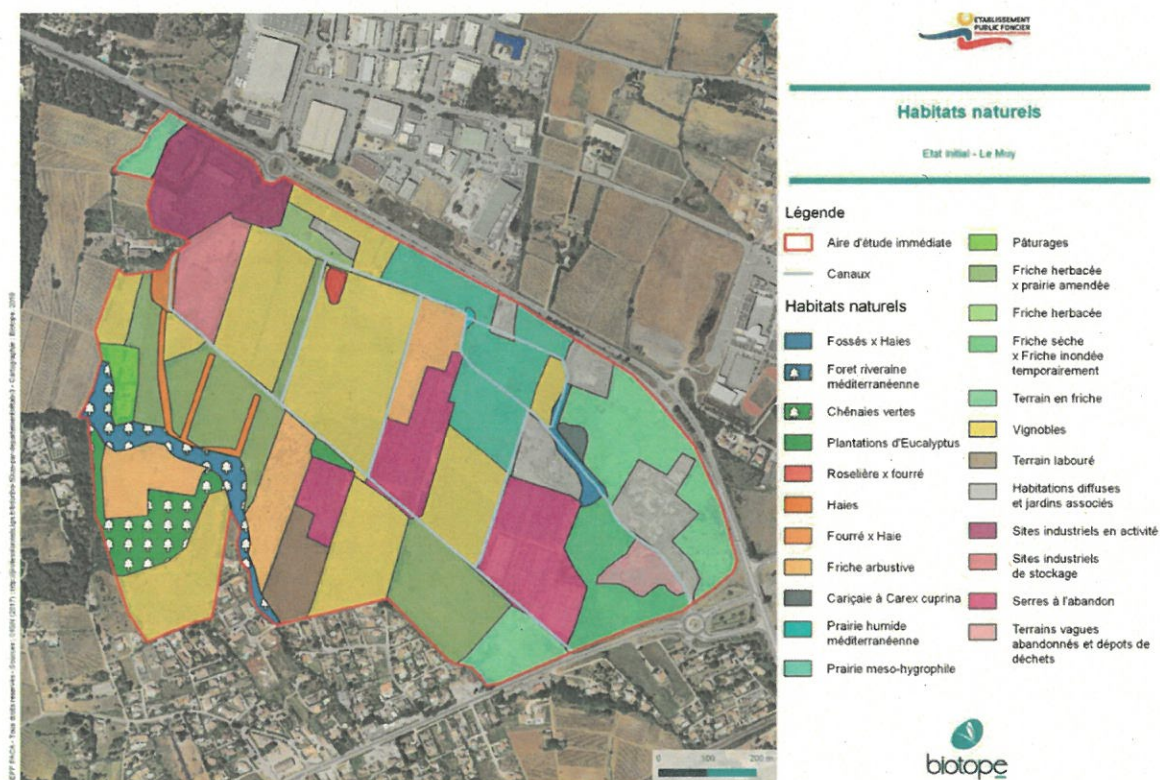 ETABLISSEMENT
PUBLIC FONCIER
Habitats naturels
Etat initial - Le Muy
Légende
Aire d'étude immédiate
Canaux
Habitats naturels
Fossés x Haies
Foret riveraine
méditerranéenne
Chênaies vertes
Plantations d'Eucalyptus
Roselière x fourré
Haies
Fourré x Haie
Friche arbustive
Cariçaie à Carex cuprina
Prairie humide
méditerranéenne
Prairie meso-hygrophile
Pâturages
Friche herbacée
x prairie amendée
Friche herbacée
Friche sèche
x Friche inondée
temporairement
Terrain en friche
Vignobles
Terrain labouré
Habitations diffuses
et jardins associés
Sites industriels en activité
Sites industriels
de stockage
Serres à l'abandon
Terrains vagues
abandonnés et dépots de
déchets
0 100 200 m
biotope